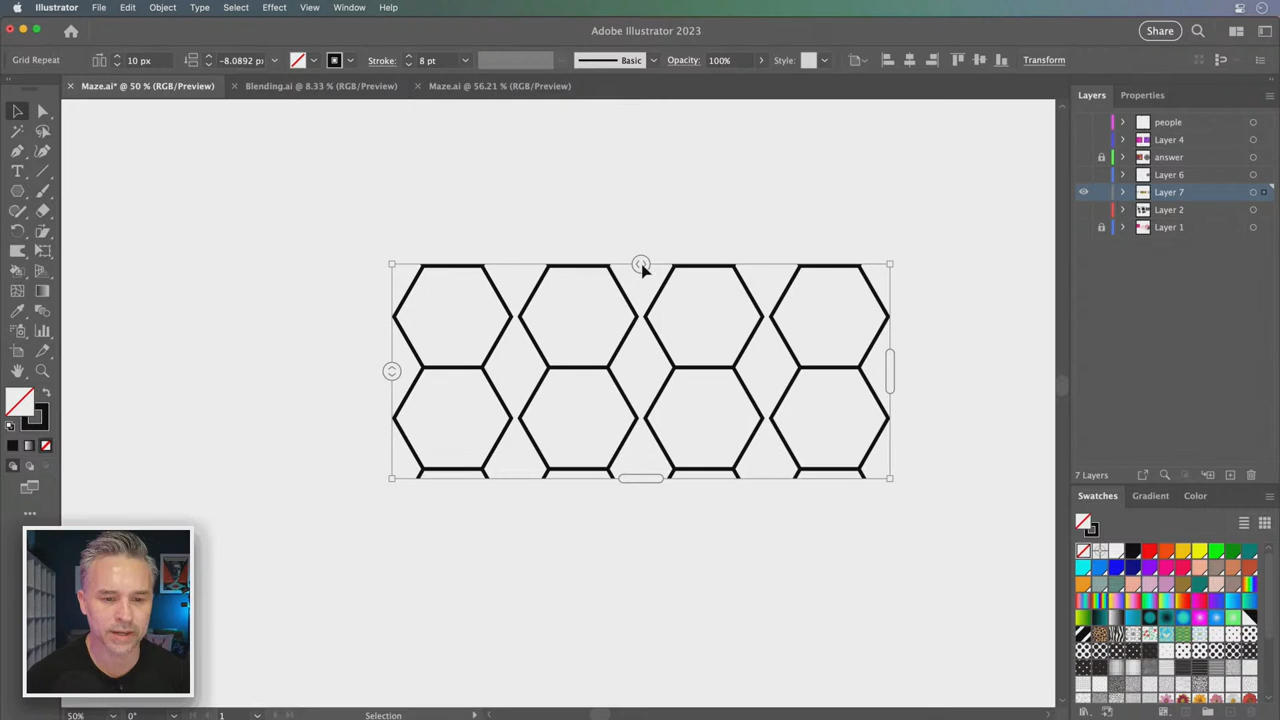 Illustrator File Edit Object Type Select Effect View Window Help
Adobe Illustrator 2023
Share
Grid Repeat
10 px
-8.0892 p
Stroke:
8 pt
Basic
Opacity:
100%
Style:
Transform
Maze.ai* @ 50 % (RGB/Preview)
Blending.ai @ 8.33 % (RGB/Preview)
Maze.ai @ 56.21 % (RGB/Preview)
Layers
Properties
people
Layer 4
answer
Layer 6
Layer 7
Layer 2
Layer 1
7 Layers
Swatches
Gradient
Color
50%
0°
1
Selection